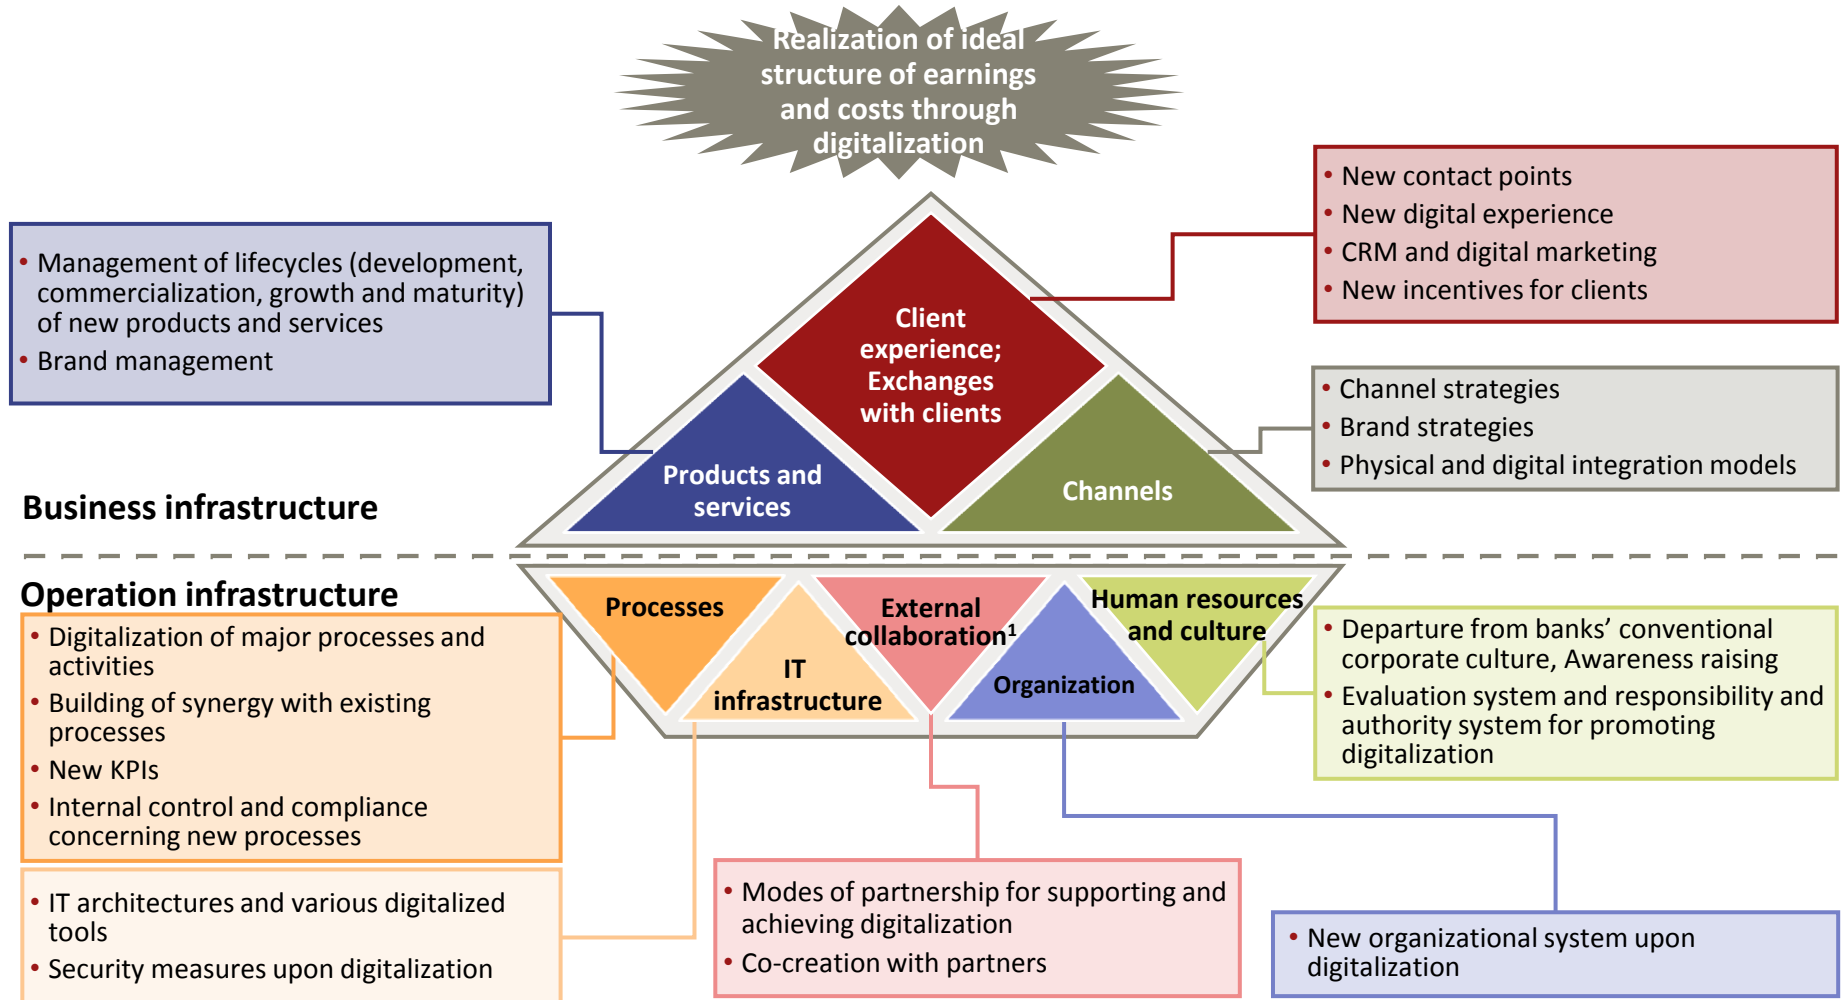 Realization of ideal
structure of earnings
and costs through
digitalization
• Management of lifecycles (development,
commercialization, growth and maturity)
of new products and services
• Brand management
• New contact points
• New digital experience
• CRM and digital marketing
• New incentives for clients
Client
experience;
Exchanges
with clients
Products and
services
Channels
• Channel strategies
• Brand strategies
• Physical and digital integration models
Business infrastructure
Operation infrastructure
Processes
IT
infrastructure
External
collaboration¹
Organization
Human resources
and culture
• Digitalization of major processes and
activities
• Building of synergy with existing
processes
• New KPIs
• Internal control and compliance
concerning new processes
• Departure from banks’ conventional
corporate culture, Awareness raising
• Evaluation system and responsibility and
authority system for promoting
digitalization
• IT architectures and various digitalized
tools
• Security measures upon digitalization
• Modes of partnership for supporting and
achieving digitalization
• Co-creation with partners
• New organizational system upon
digitalization